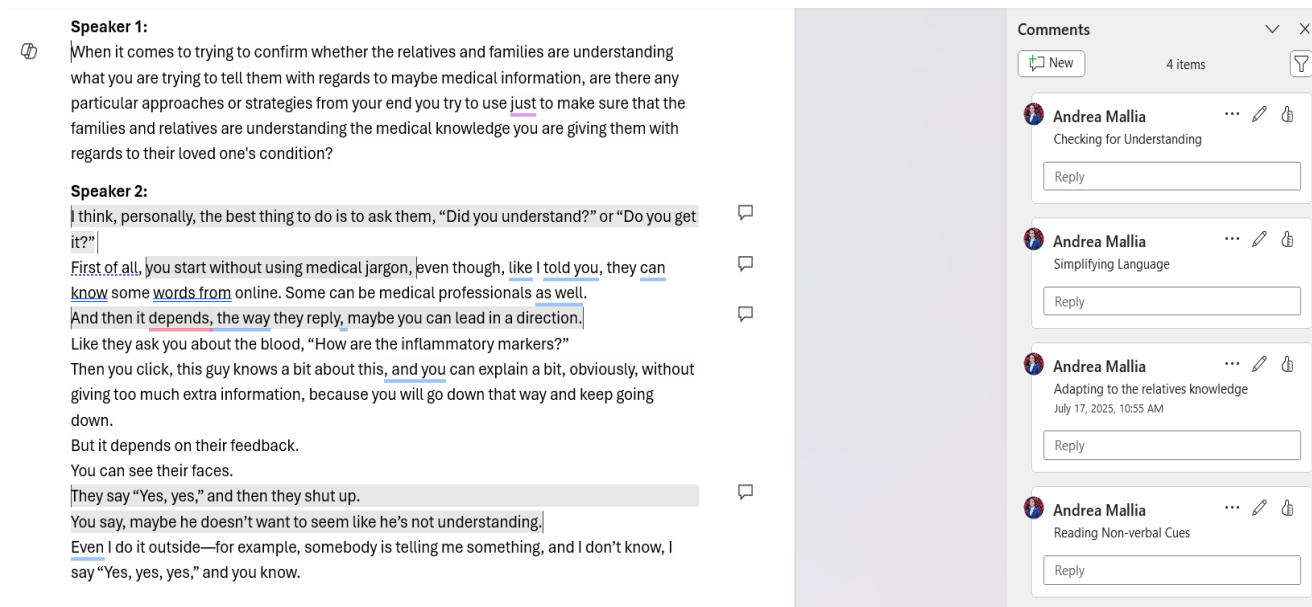 Speaker 1:
When it comes to trying to confirm whether the relatives and families are understanding
what you are trying to tell them with regards to maybe medical information, are there any
particular approaches or strategies from your end you try to use just to make sure that the
families and relatives are understanding the medical knowledge you are giving them with
regards to their loved one's condition?
Speaker 2:
I think, personally, the best thing to do is to ask them, “Did you understand?” or “Do you get
it?”
First of all, you start without using medical jargon, even though, like I told you, they can
know some words from online. Some can be medical professionals as well.
And then it depends, the way they reply, maybe you can lead in a direction.
Like they ask you about the blood, “How are the inflammatory markers?”
Then you click, this guy knows a bit about this, and you can explain a bit, obviously, without
giving too much extra information, because you will go down that way and keep going
down.
But it depends on their feedback.
You can see their faces.
They say “Yes, yes,” and then they shut up.
You say, maybe he doesn’t want to seem like he’s not understanding.
Even I do it outside—for example, somebody is telling me something, and I don’t know, I
say “Yes, yes, yes,” and you know.
Comments
New
4 items
Andrea Mallia
Checking for Understanding
Reply
Andrea Mallia
Simplifying Language
Reply
Andrea Mallia
Adapting to the relatives knowledge
July 17, 2025, 10:55 AM
Reply
Andrea Mallia
Reading Non-verbal Cues
Reply